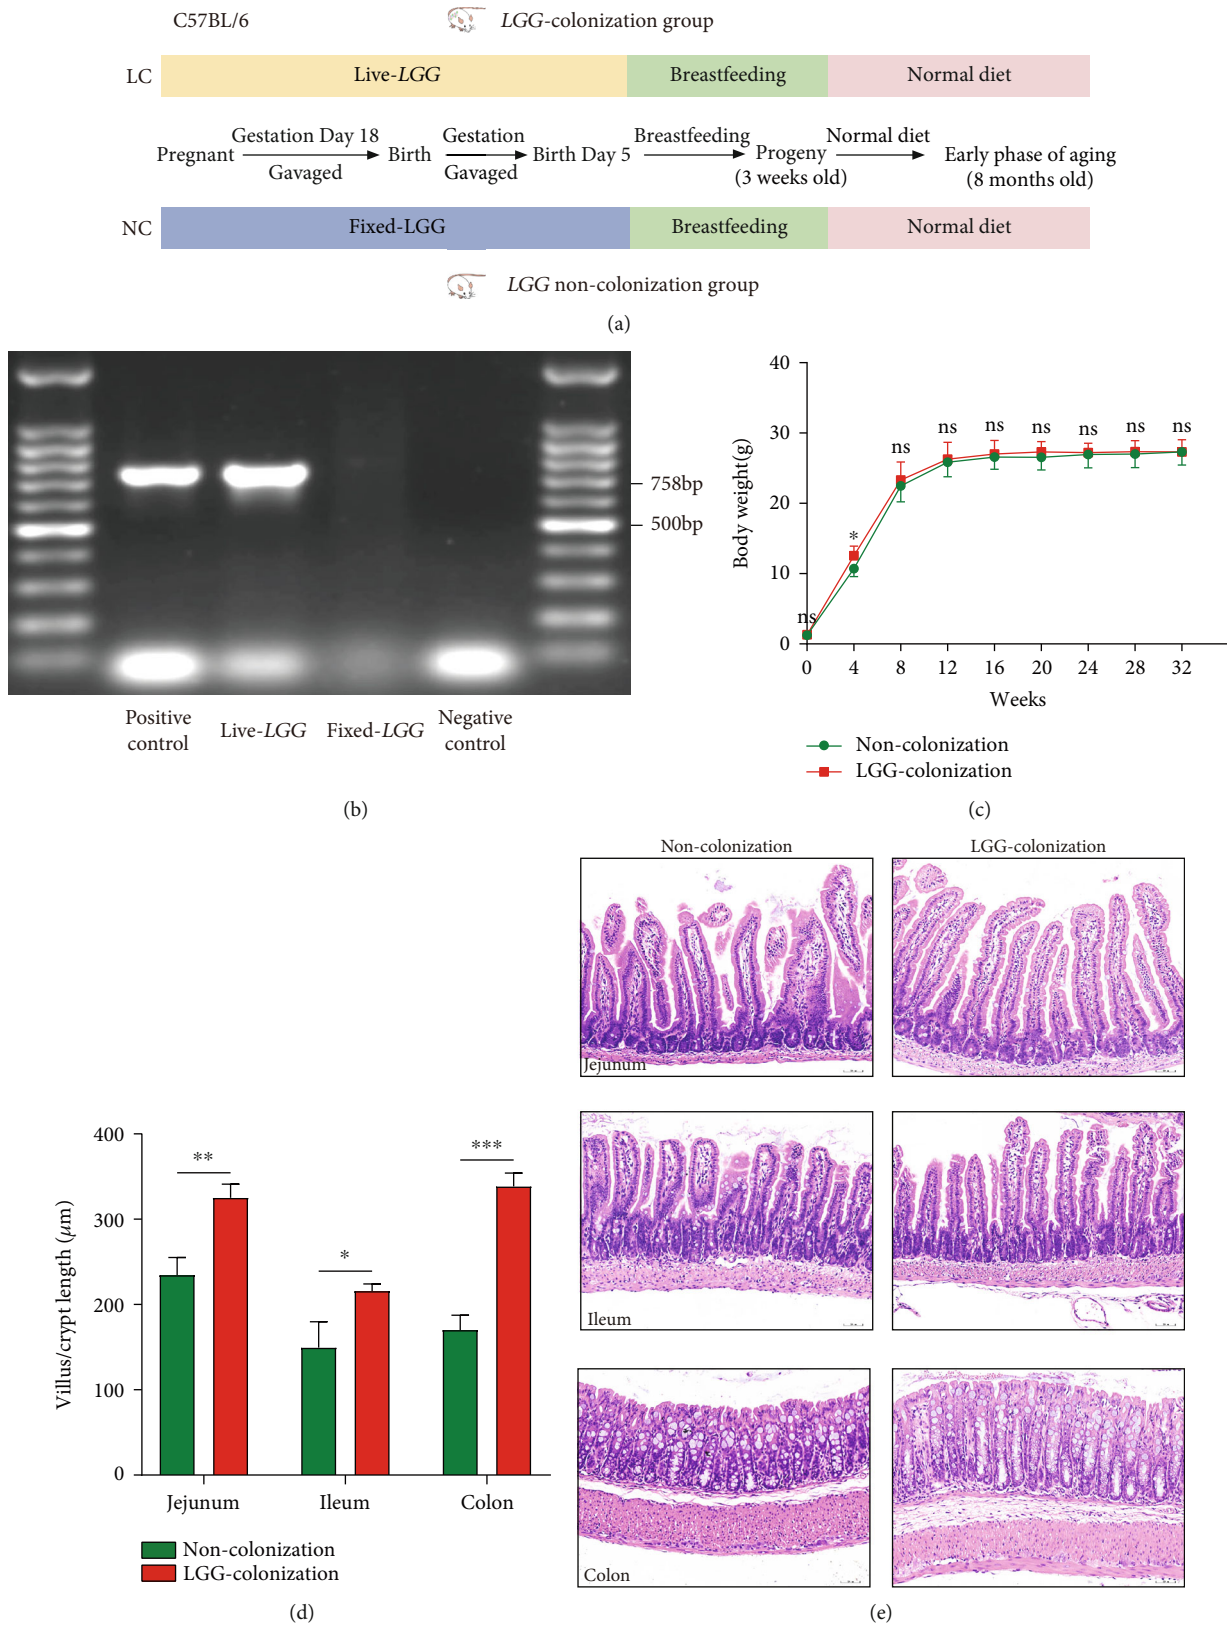 C57BL/6
LGG-colonization group
LC
Live-LGG
Breastfeeding
Normal diet
Pregnant
Gestation Day 18
Gavaged
Birth
Gestation
Gavaged
Birth Day 5
Breastfeeding
Progeny
(3 weeks old)
Normal diet
Early phase of aging
(8 months old)
NC
Fixed-LGG
Breastfeeding
Normal diet
LGG non-colonization group
(a)
758bp
500bp
Positive
control
Live-LGG
Fixed-LGG
Negative
control
(b)
Body weight(g)
40
30
20
10
0
ns
*
ns
ns
ns
ns
ns
ns
ns
0
4
8
12
16
20
24
28
32
Weeks
Non-colonization
LGG-colonization
(c)
Villus/crypt length (μm)
400
300
200
100
0
**
*
***
Jejunum
Ileum
Colon
Non-colonization
LGG-colonization
(d)
Non-colonization
LGG-colonization
Jejunum
Ileum
Colon
(e)